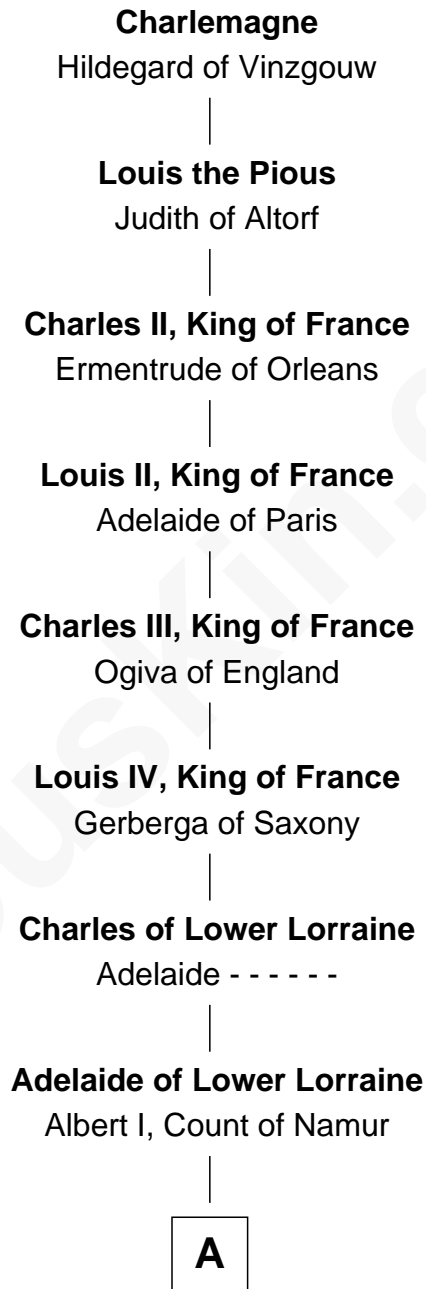 Charlemagne
Hildegard of Vinzgouw
Louis the Pious
Judith of Altorf
Charles II, King of France
Ermentrude of Orleans
Louis II, King of France
Adelaide of Paris
Charles III, King of France
Ogiva of England
Louis IV, King of France
Gerberga of Saxony
Charles of Lower Lorraine
Adelaide - - - - - -
Adelaide of Lower Lorraine
Albert I, Count of Namur
A